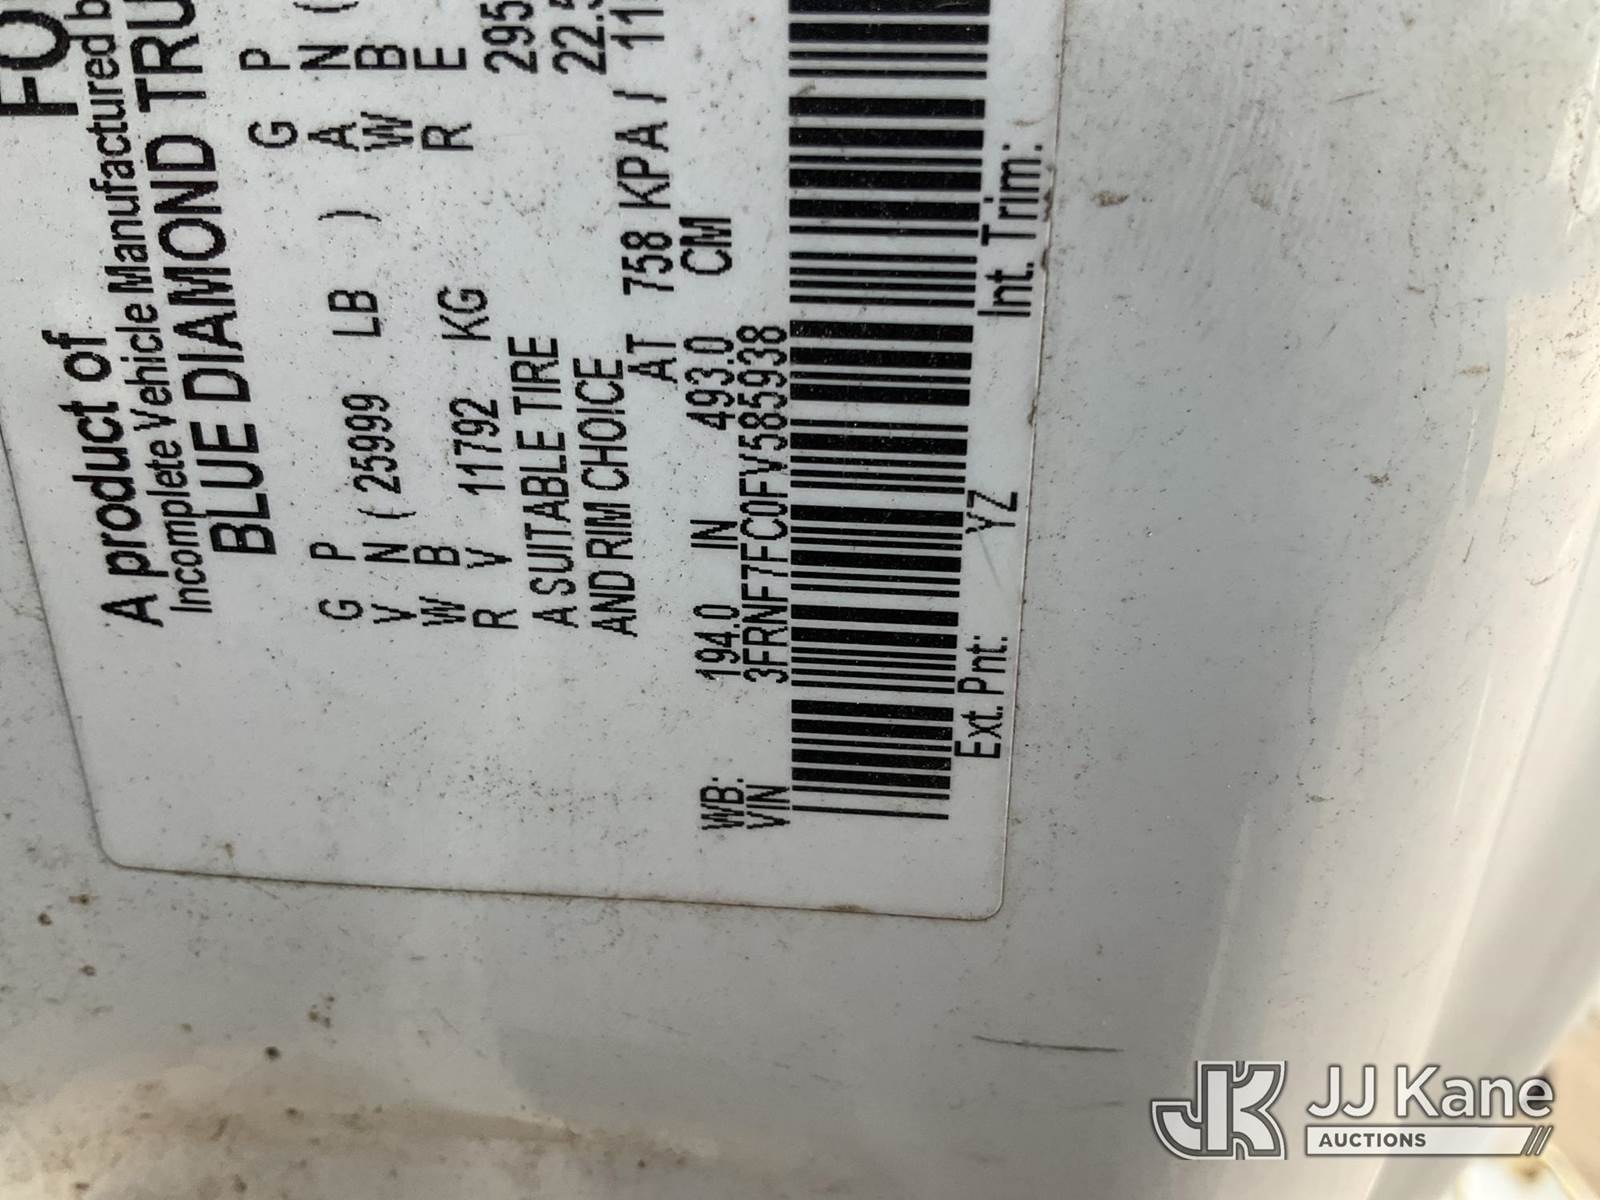 A product of
Incomplete Vehicle Manufactured b
BLUE DIAMOND TRU
G P G P
V N ( 25999 LB ) A N (
W B W B
R V 11792 KG R E
A SUITABLE TIRE 295
AND RIM CHOICE 22.5
AT 758 KPA / 11
WB: 194.0 IN 493.0 CM
VIN 3FRNF7FC0FV585938
Ext. Pnt: YZ Int. Trim:
JJ Kane
AUCTIONS